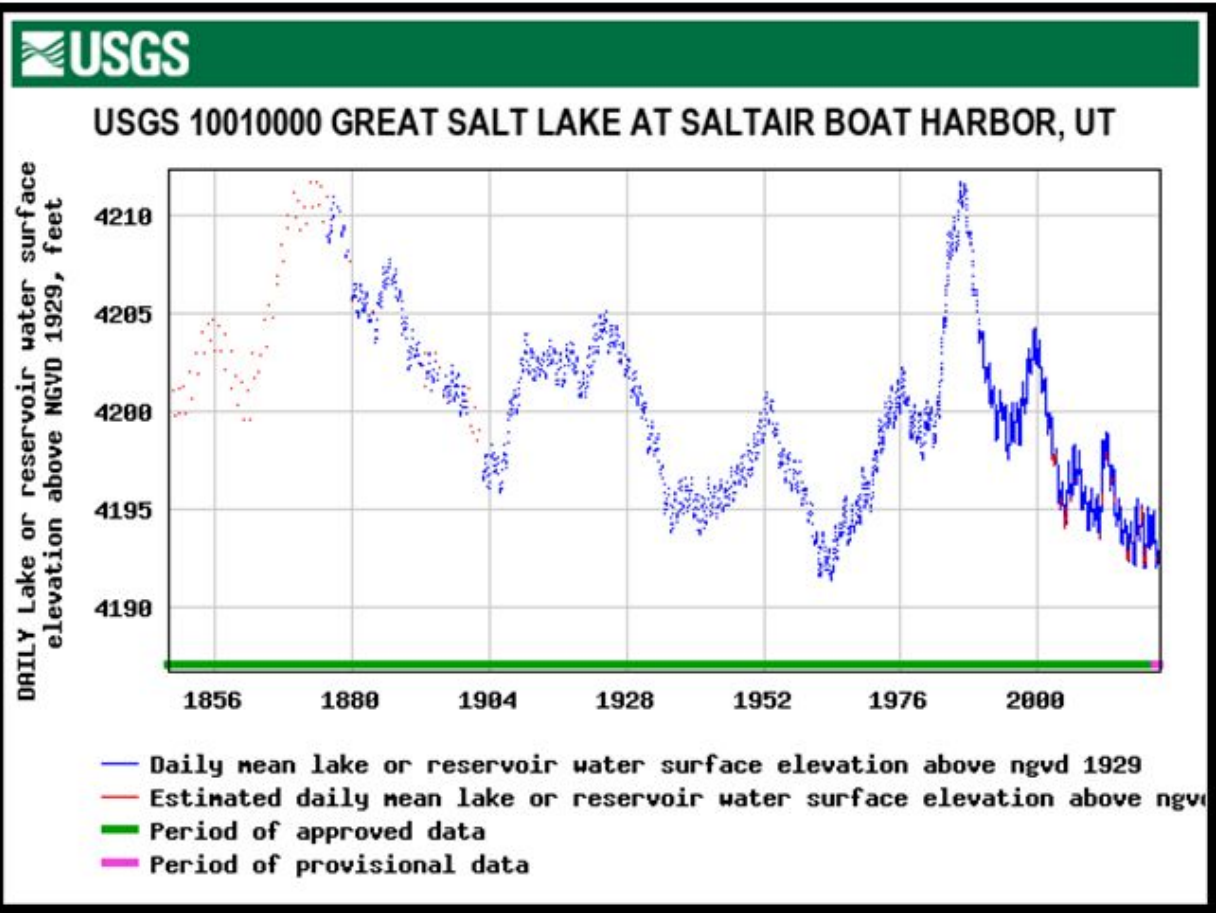 USGS
USGS 10010000 GREAT SALT LAKE AT SALTAIR BOAT HARBOR, UT
DAILY Lake or reservoir water surface
elevation above NGVD 1929, feet
4210
4205
4200
4195
4190
1856 1880 1904 1928 1952 1976 2000
Daily mean lake or reservoir water surface elevation above ngvd 1929
Estimated daily mean lake or reservoir water surface elevation above ngv
Period of approved data
Period of provisional data